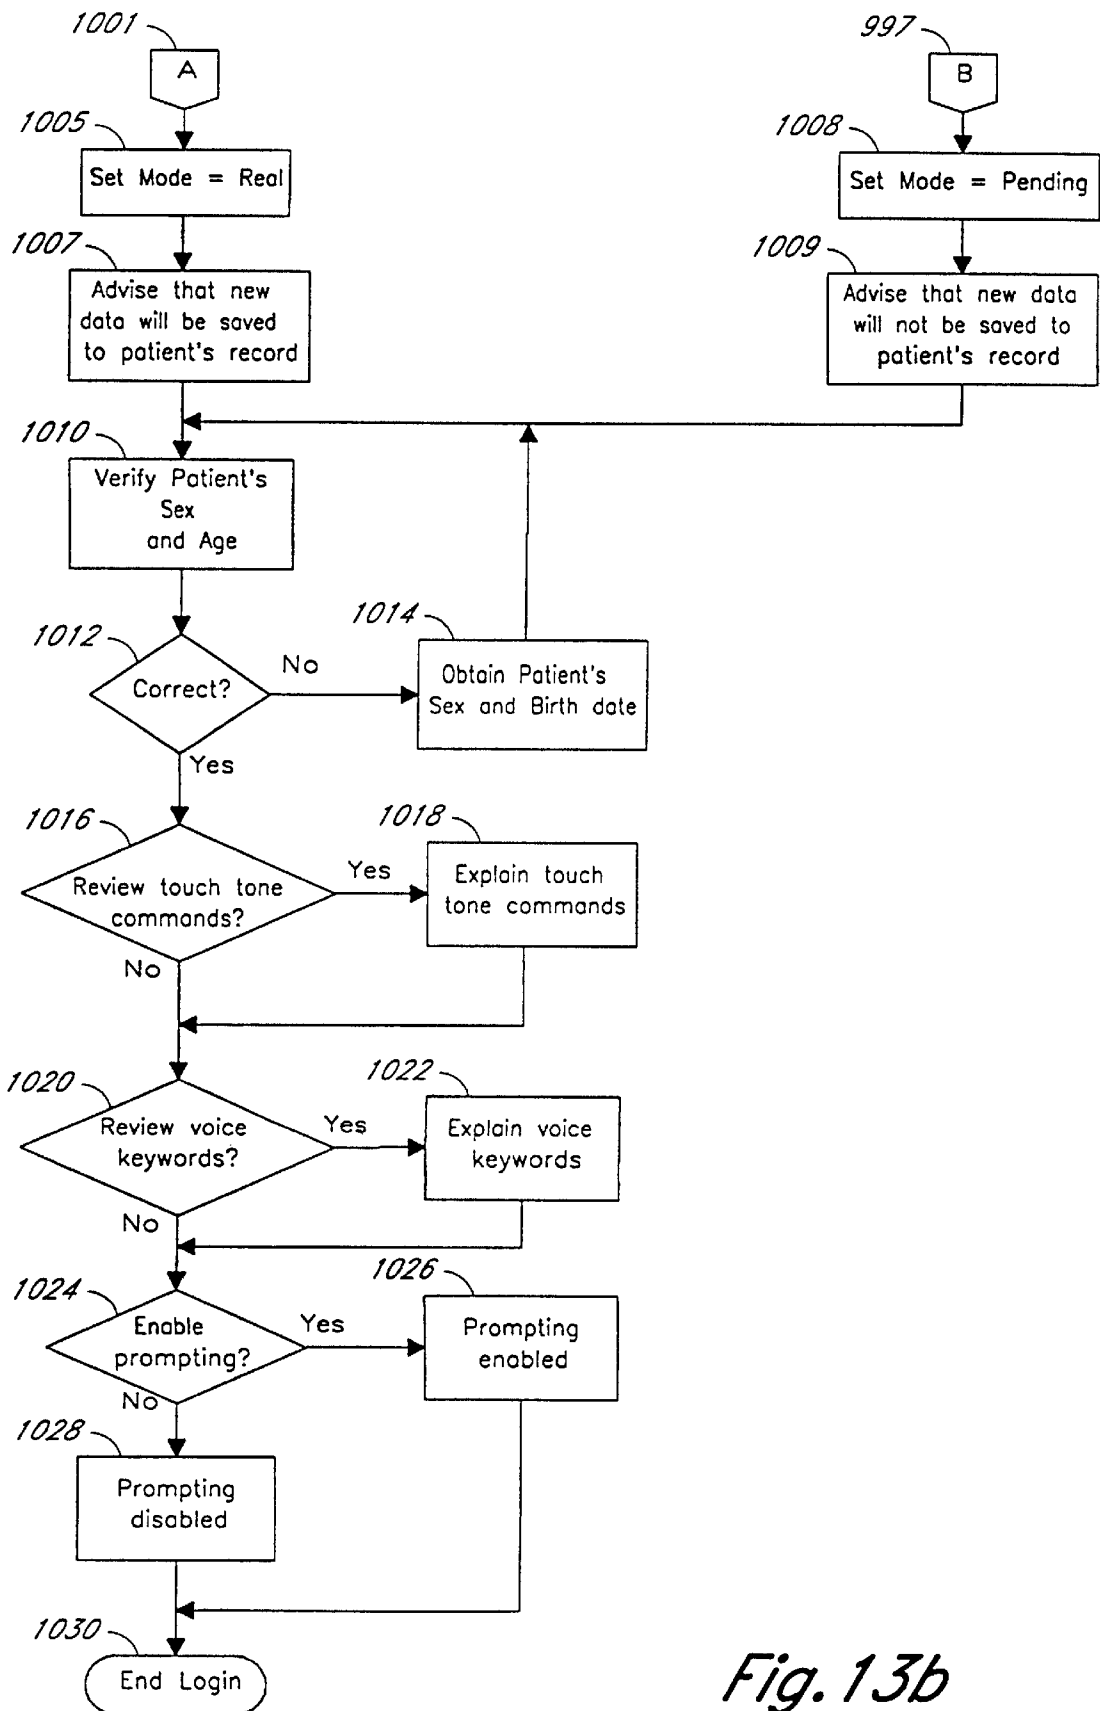 1001
A
997
B
1005
Set Mode = Real
1008
Set Mode = Pending
1007
Advise that new
data will be saved
to patient's record
1009
Advise that new data
will not be saved to
patient's record
1010
Verify Patient's
Sex
and Age
1012
Correct?
No
Yes
1014
Obtain Patient's
Sex and Birth date
1016
Review touch tone
commands?
Yes
No
1018
Explain touch
tone commands
1020
Review voice
keywords?
Yes
No
1022
Explain voice
keywords
1024
Enable
prompting?
Yes
No
1026
Prompting
enabled
1028
Prompting
disabled
1030
End Login
Fig. 13b